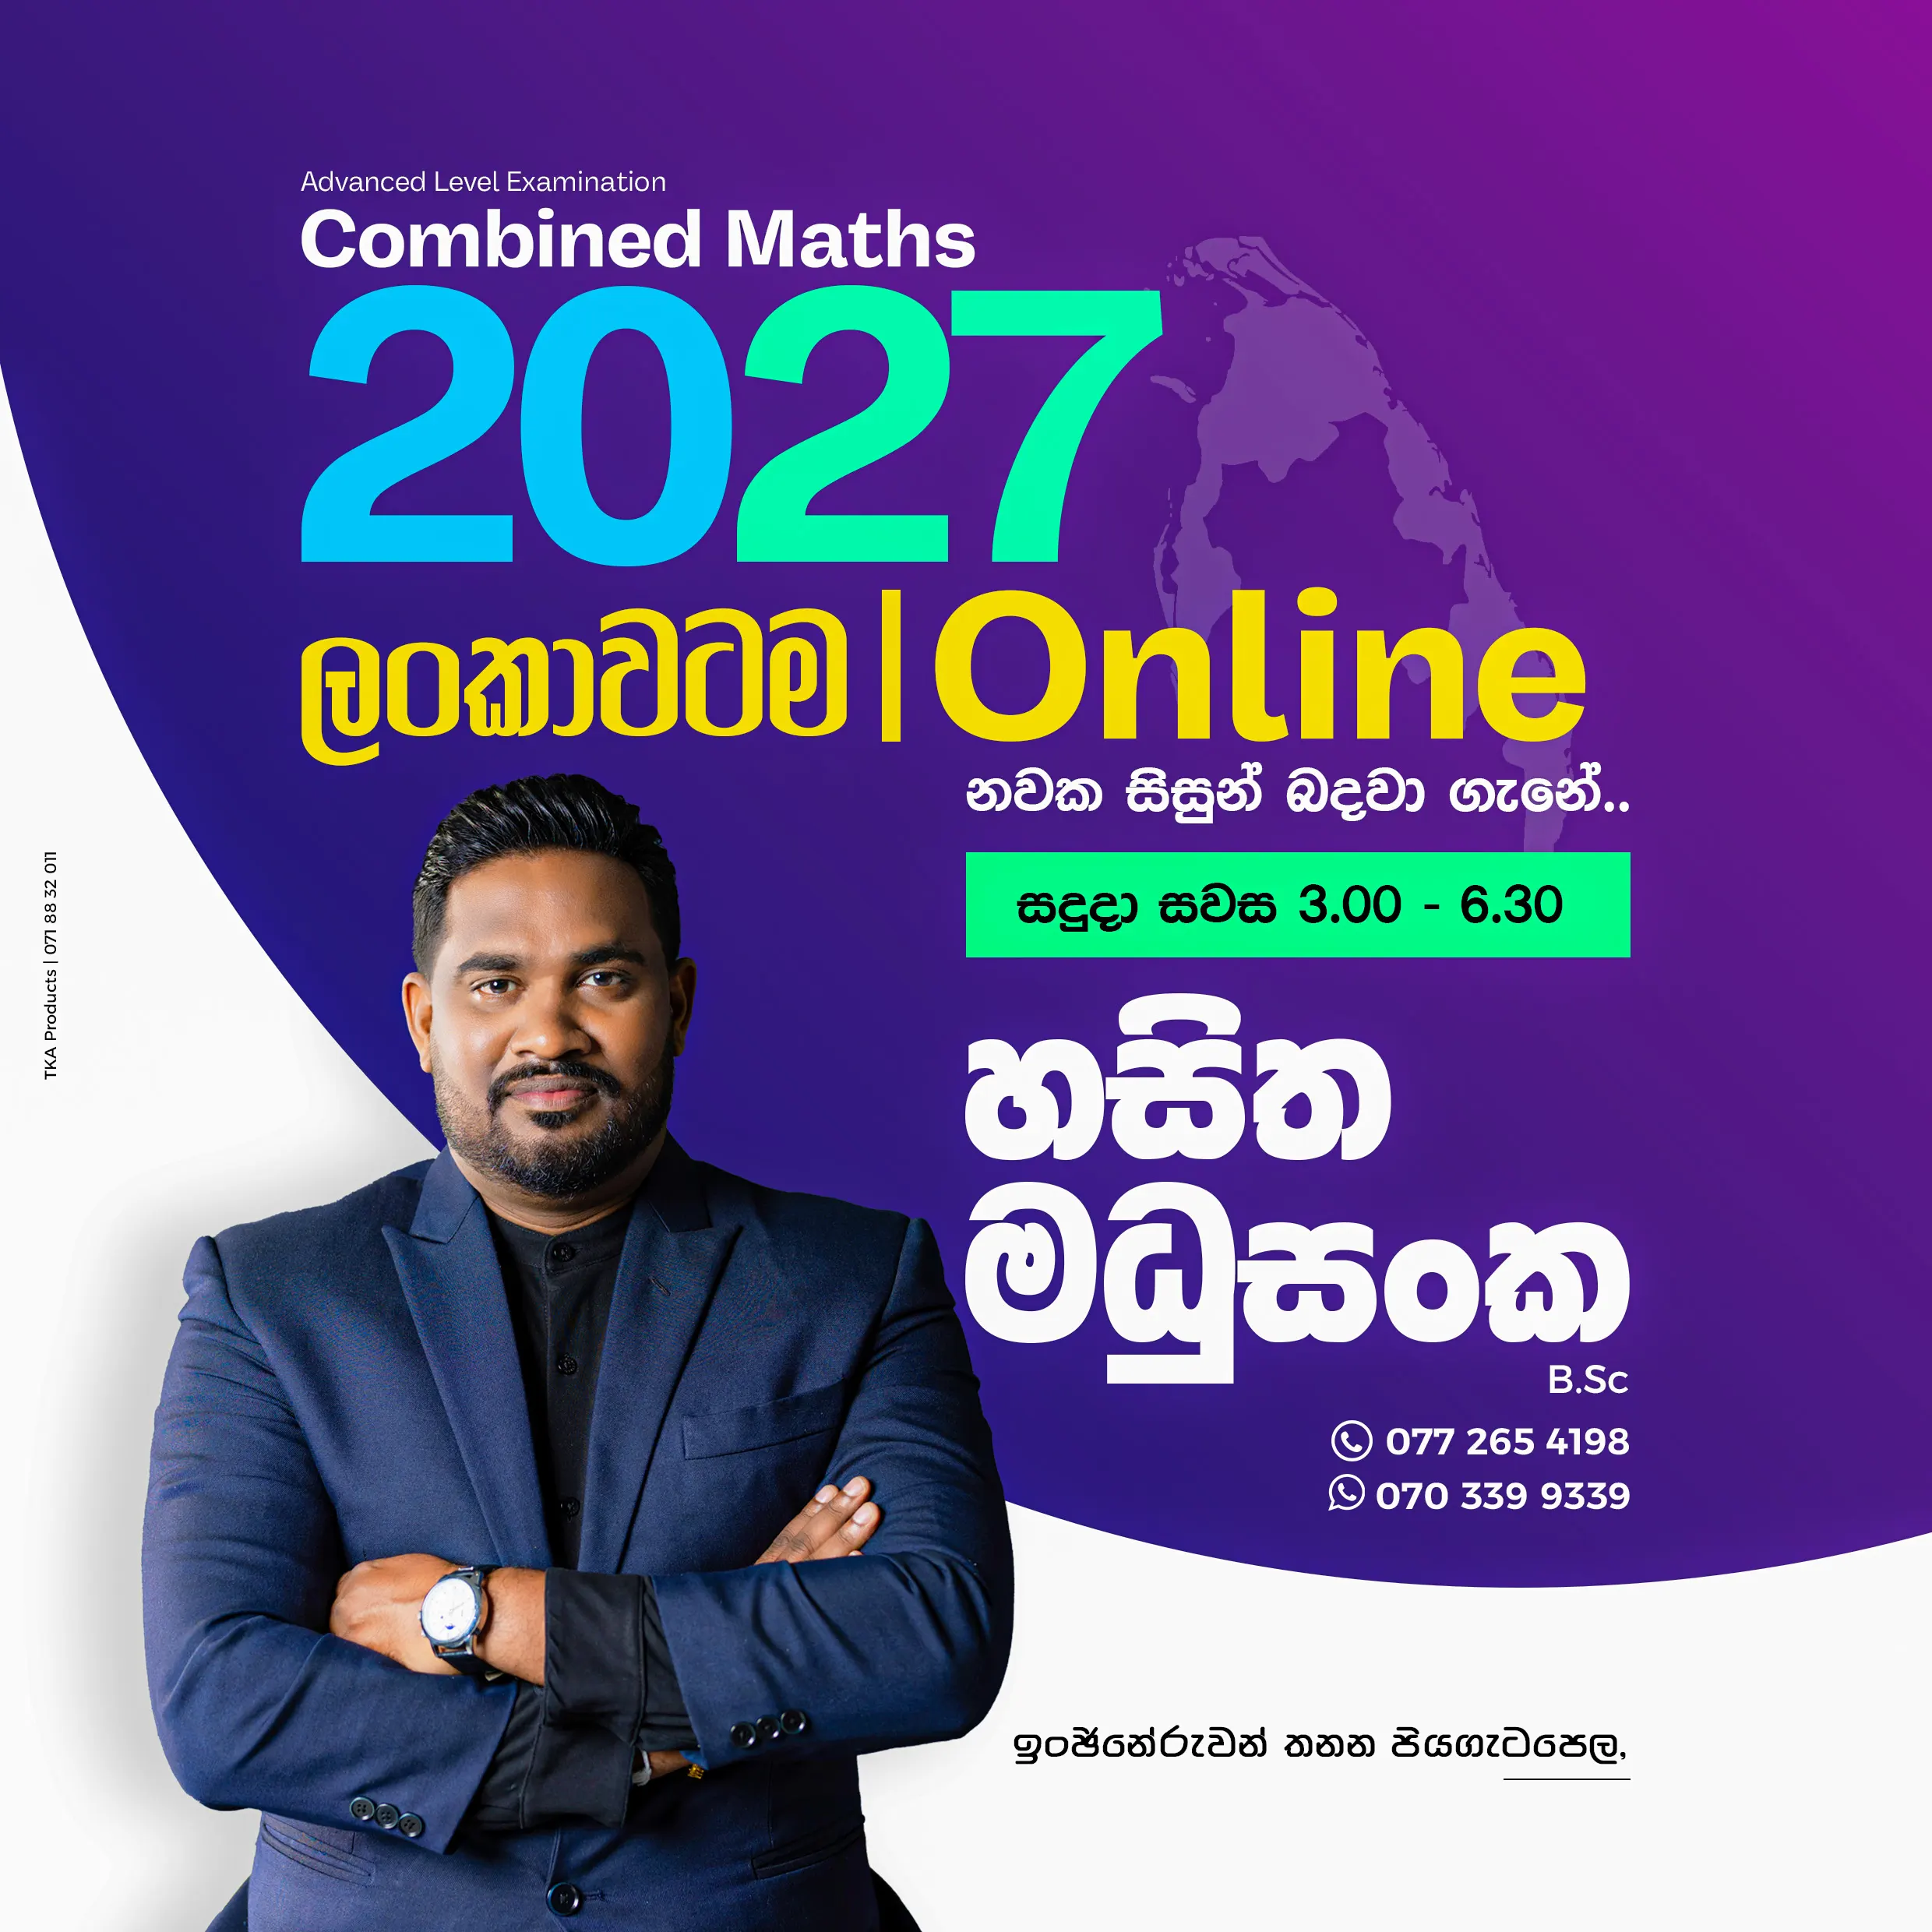 Advanced Level Examination
Combined Maths
2027
ලංකාවටම | Online
නවක සිසුන් බඳවා ගැනේ..
සඳුදා සවස 3.00 - 6.30
හසිත
මධුසංක
B.Sc
077 265 4198
070 339 9339
ඉංජිනේරුවන් තනන පියගැටපෙල,
TKA Products | 071 88 32 011